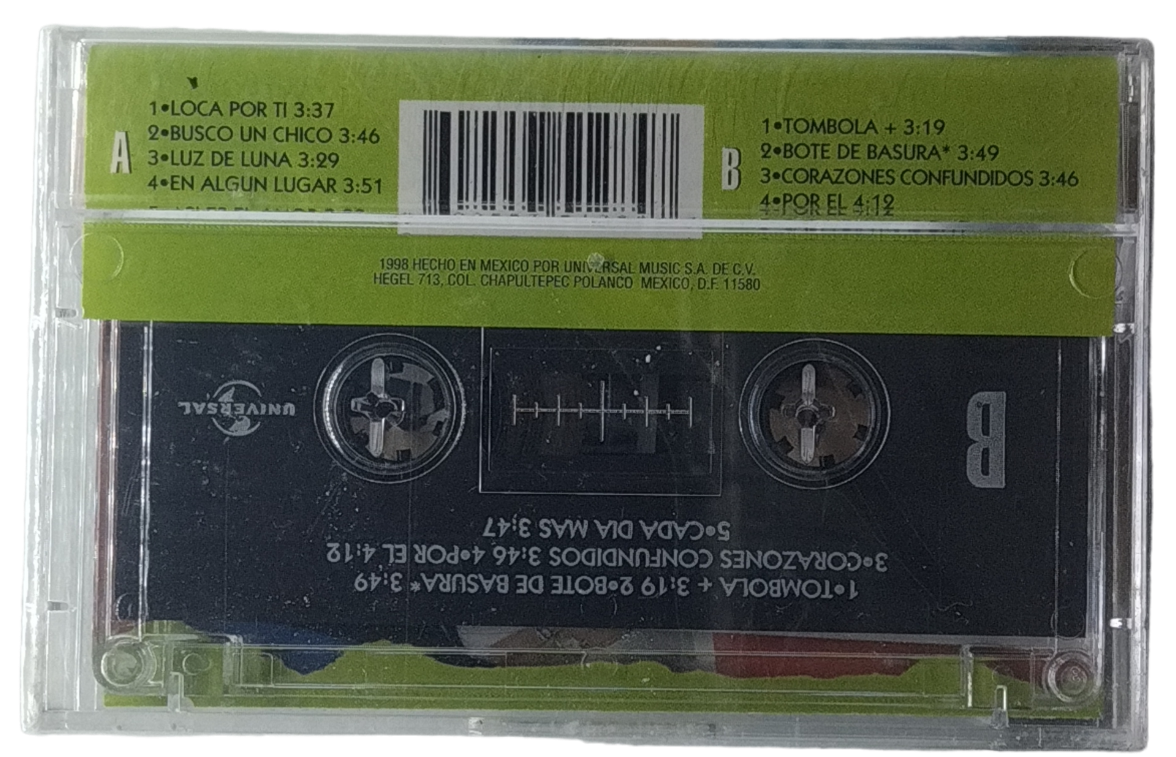 A
1•LOCA POR TI 3:37
2•BUSCO UN CHICO 3:46
3•LUZ DE LUNA 3:29
4•EN ALGUN LUGAR 3:51
B
1•TOMBOLA + 3:19
2•BOTE DE BASURA* 3:49
3•CORAZONES CONFUNDIDOS 3:46
4•POR EL 4:12
1998 HECHO EN MEXICO POR UNIVERSAL MUSIC S.A. DE C.V.
HEGEL 713, COL. CHAPULTEPEC POLANCO MEXICO, D.F. 11580
B
UNIVERSAL
1•TOMBOLA + 3:19 2•BOTE DE BASURA* 3:49
3•CORAZONES CONFUNDIDOS 3:46 4•POR EL 4:12
5•CADA DIA MAS 3:47